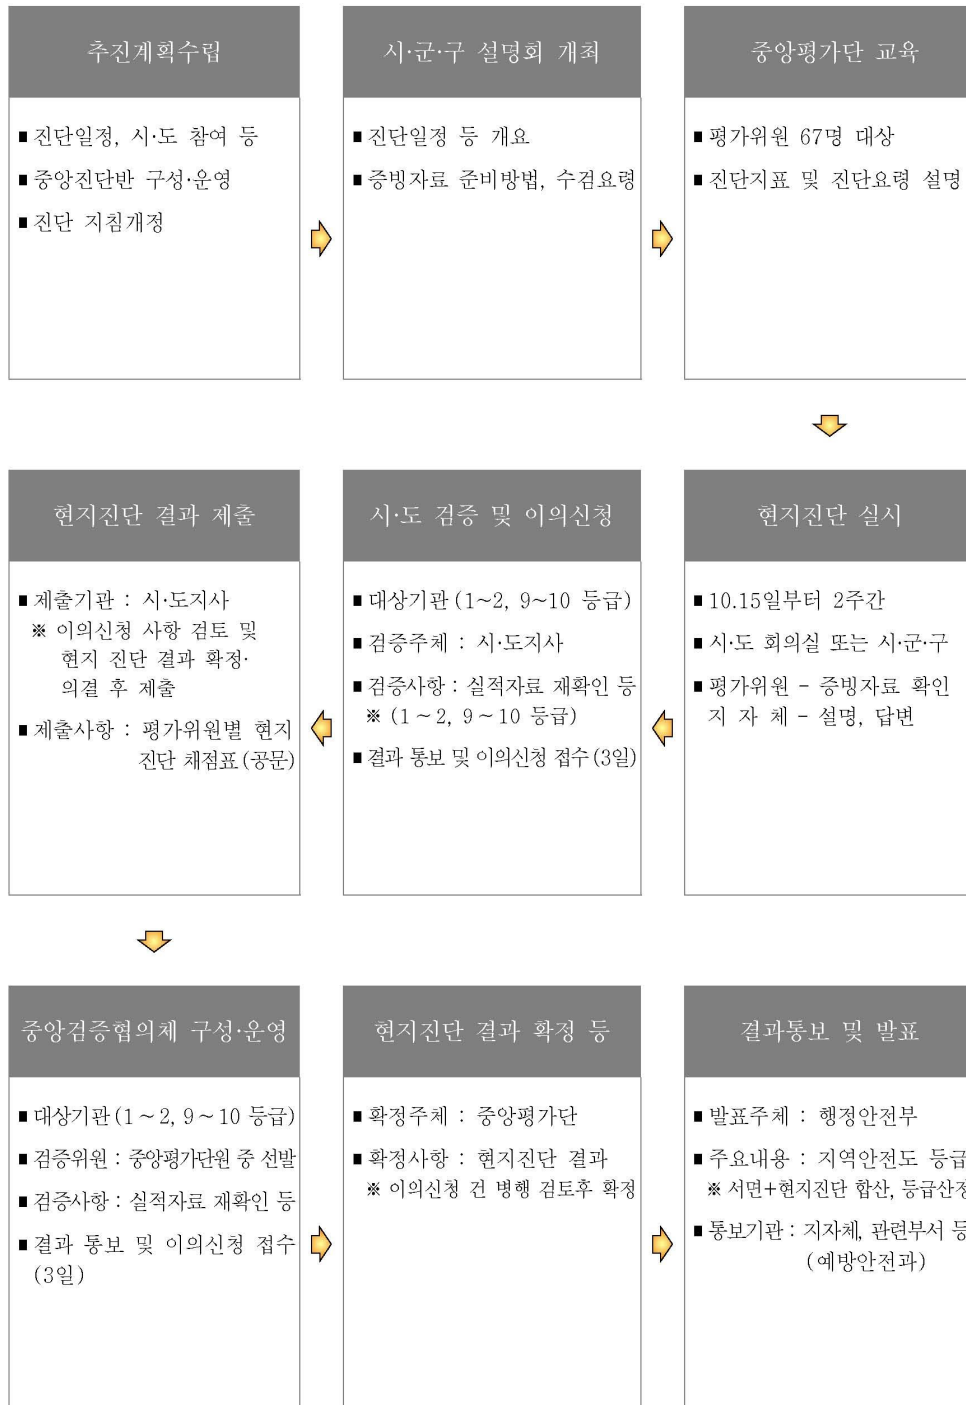 추진계획수립
■ 진단일정, 시·도 참여 등
■ 중앙진단반 구성·운영
■ 진단 지침개정
시·군·구 설명회 개최
■ 진단일정 등 개요
■ 증빙자료 준비방법, 수검요령
중앙평가단 교육
■ 평가위원 67명 대상
■ 진단지표 및 진단요령 설명
현지진단 실시
■ 10.15일부터 2주간
■ 시·도 회의실 또는 시·군·구
■ 평가위원 - 증빙자료 확인
지 자 체 - 설명, 답변
시·도 검증 및 이의신청
■ 대상기관 (1~2, 9~10 등급)
■ 검증주체 : 시·도지사
■ 검증사항 : 실적자료 재확인 등
※ (1~2, 9~10 등급)
■ 결과 통보 및 이의신청 접수 (3일)
현지진단 결과 제출
■ 제출기관 : 시·도지사
※ 이의신청 사항 검토 및
현지 진단 결과 확정·
의결 후 제출
■ 제출사항 : 평가위원별 현지
진단 채점표 (공문)
중앙검증협의체 구성·운영
■ 대상기관 (1~2, 9~10 등급)
■ 검증위원 : 중앙평가단원 중 선발
■ 검증사항 : 실적자료 재확인 등
■ 결과 통보 및 이의신청 접수
(3일)
현지진단 결과 확정 등
■ 확정주체 : 중앙평가단
■ 확정사항 : 현지진단 결과
※ 이의신청 건 병행 검토후 확정
결과통보 및 발표
■ 발표주체 : 행정안전부
■ 주요내용 : 지역안전도 등급
※ 서면+현지진단 합산, 등급산정
■ 통보기관 : 지자체, 관련부서 등
(예방안전과)